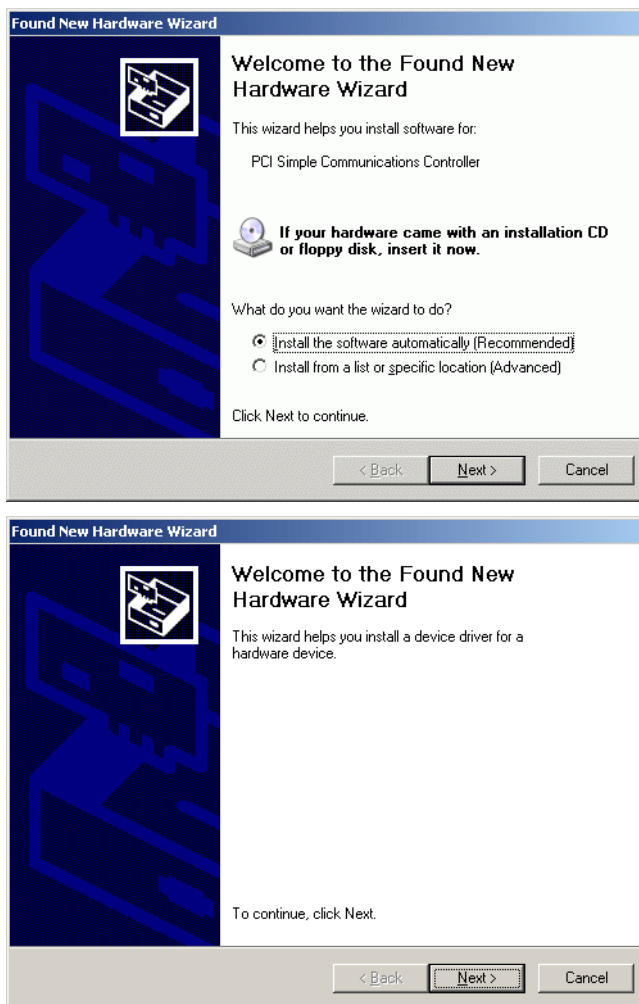 Found New Hardware Wizard
Welcome to the Found New
Hardware Wizard
This wizard helps you install software for:
PCI Simple Communications Controller
If your hardware came with an installation CD
or floppy disk, insert it now.
What do you want the wizard to do?
Install the software automatically (Recommended)
Install from a list or specific location (Advanced)
Click Next to continue.
< Back Next > Cancel
Found New Hardware Wizard
Welcome to the Found New
Hardware Wizard
This wizard helps you install a device driver for a
hardware device.
To continue, click Next.
< Back Next > Cancel